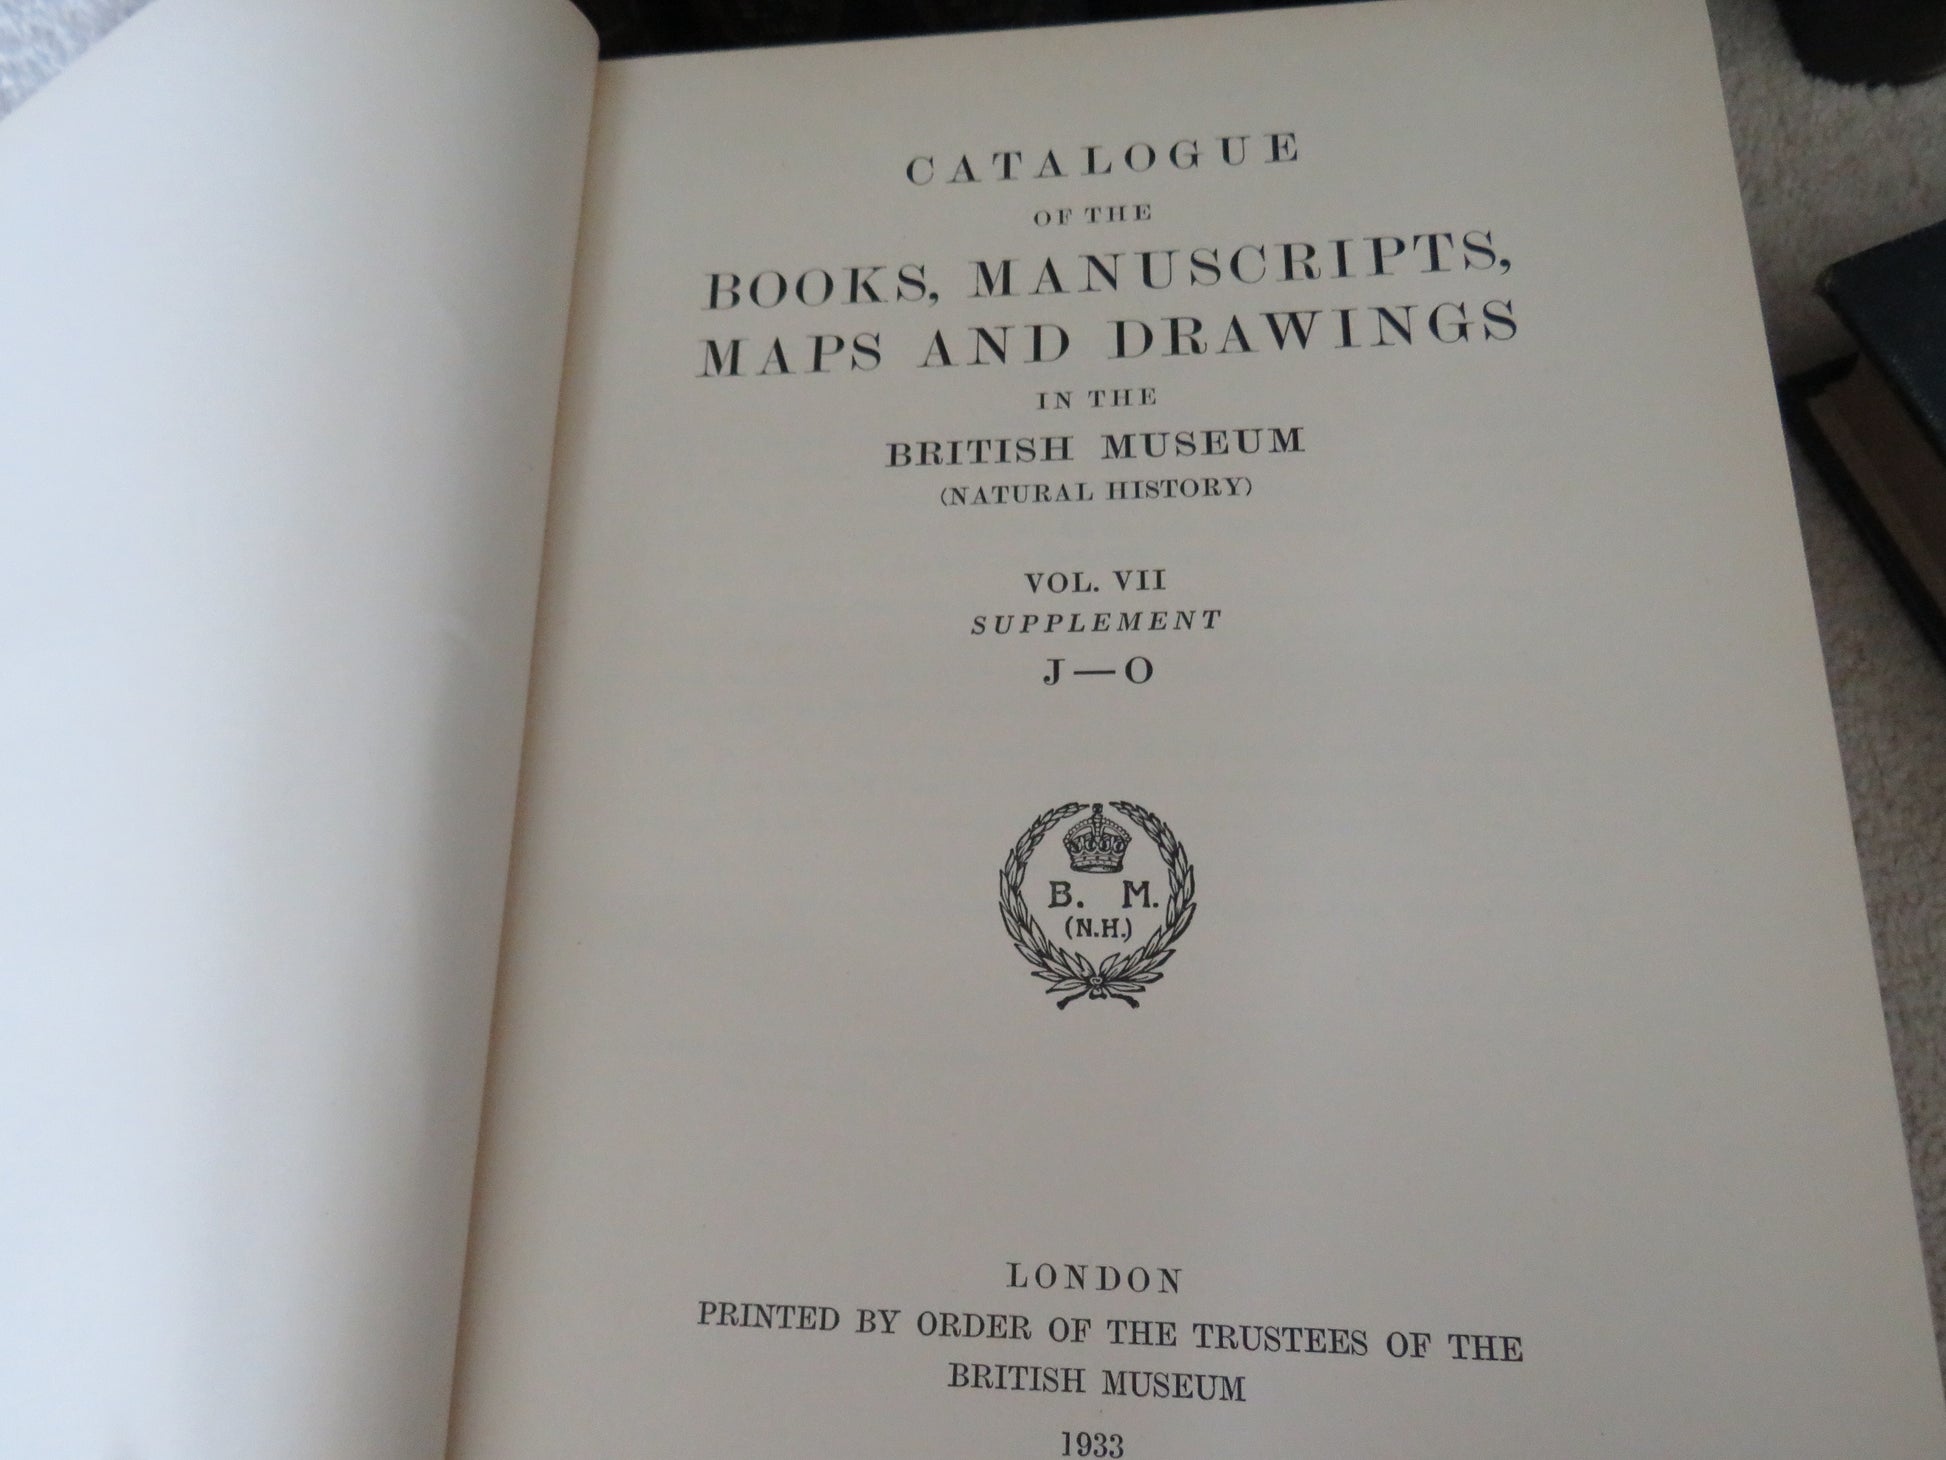 CATALOGUE
OF THE
BOOKS, MANUSCRIPTS,
MAPS AND DRAWINGS
IN THE
BRITISH MUSEUM
(NATURAL HISTORY)
VOL. VII
SUPPLEMENT
J—O
B. M.
(N.H.)
LONDON
PRINTED BY ORDER OF THE TRUSTEES OF THE
BRITISH MUSEUM
1933